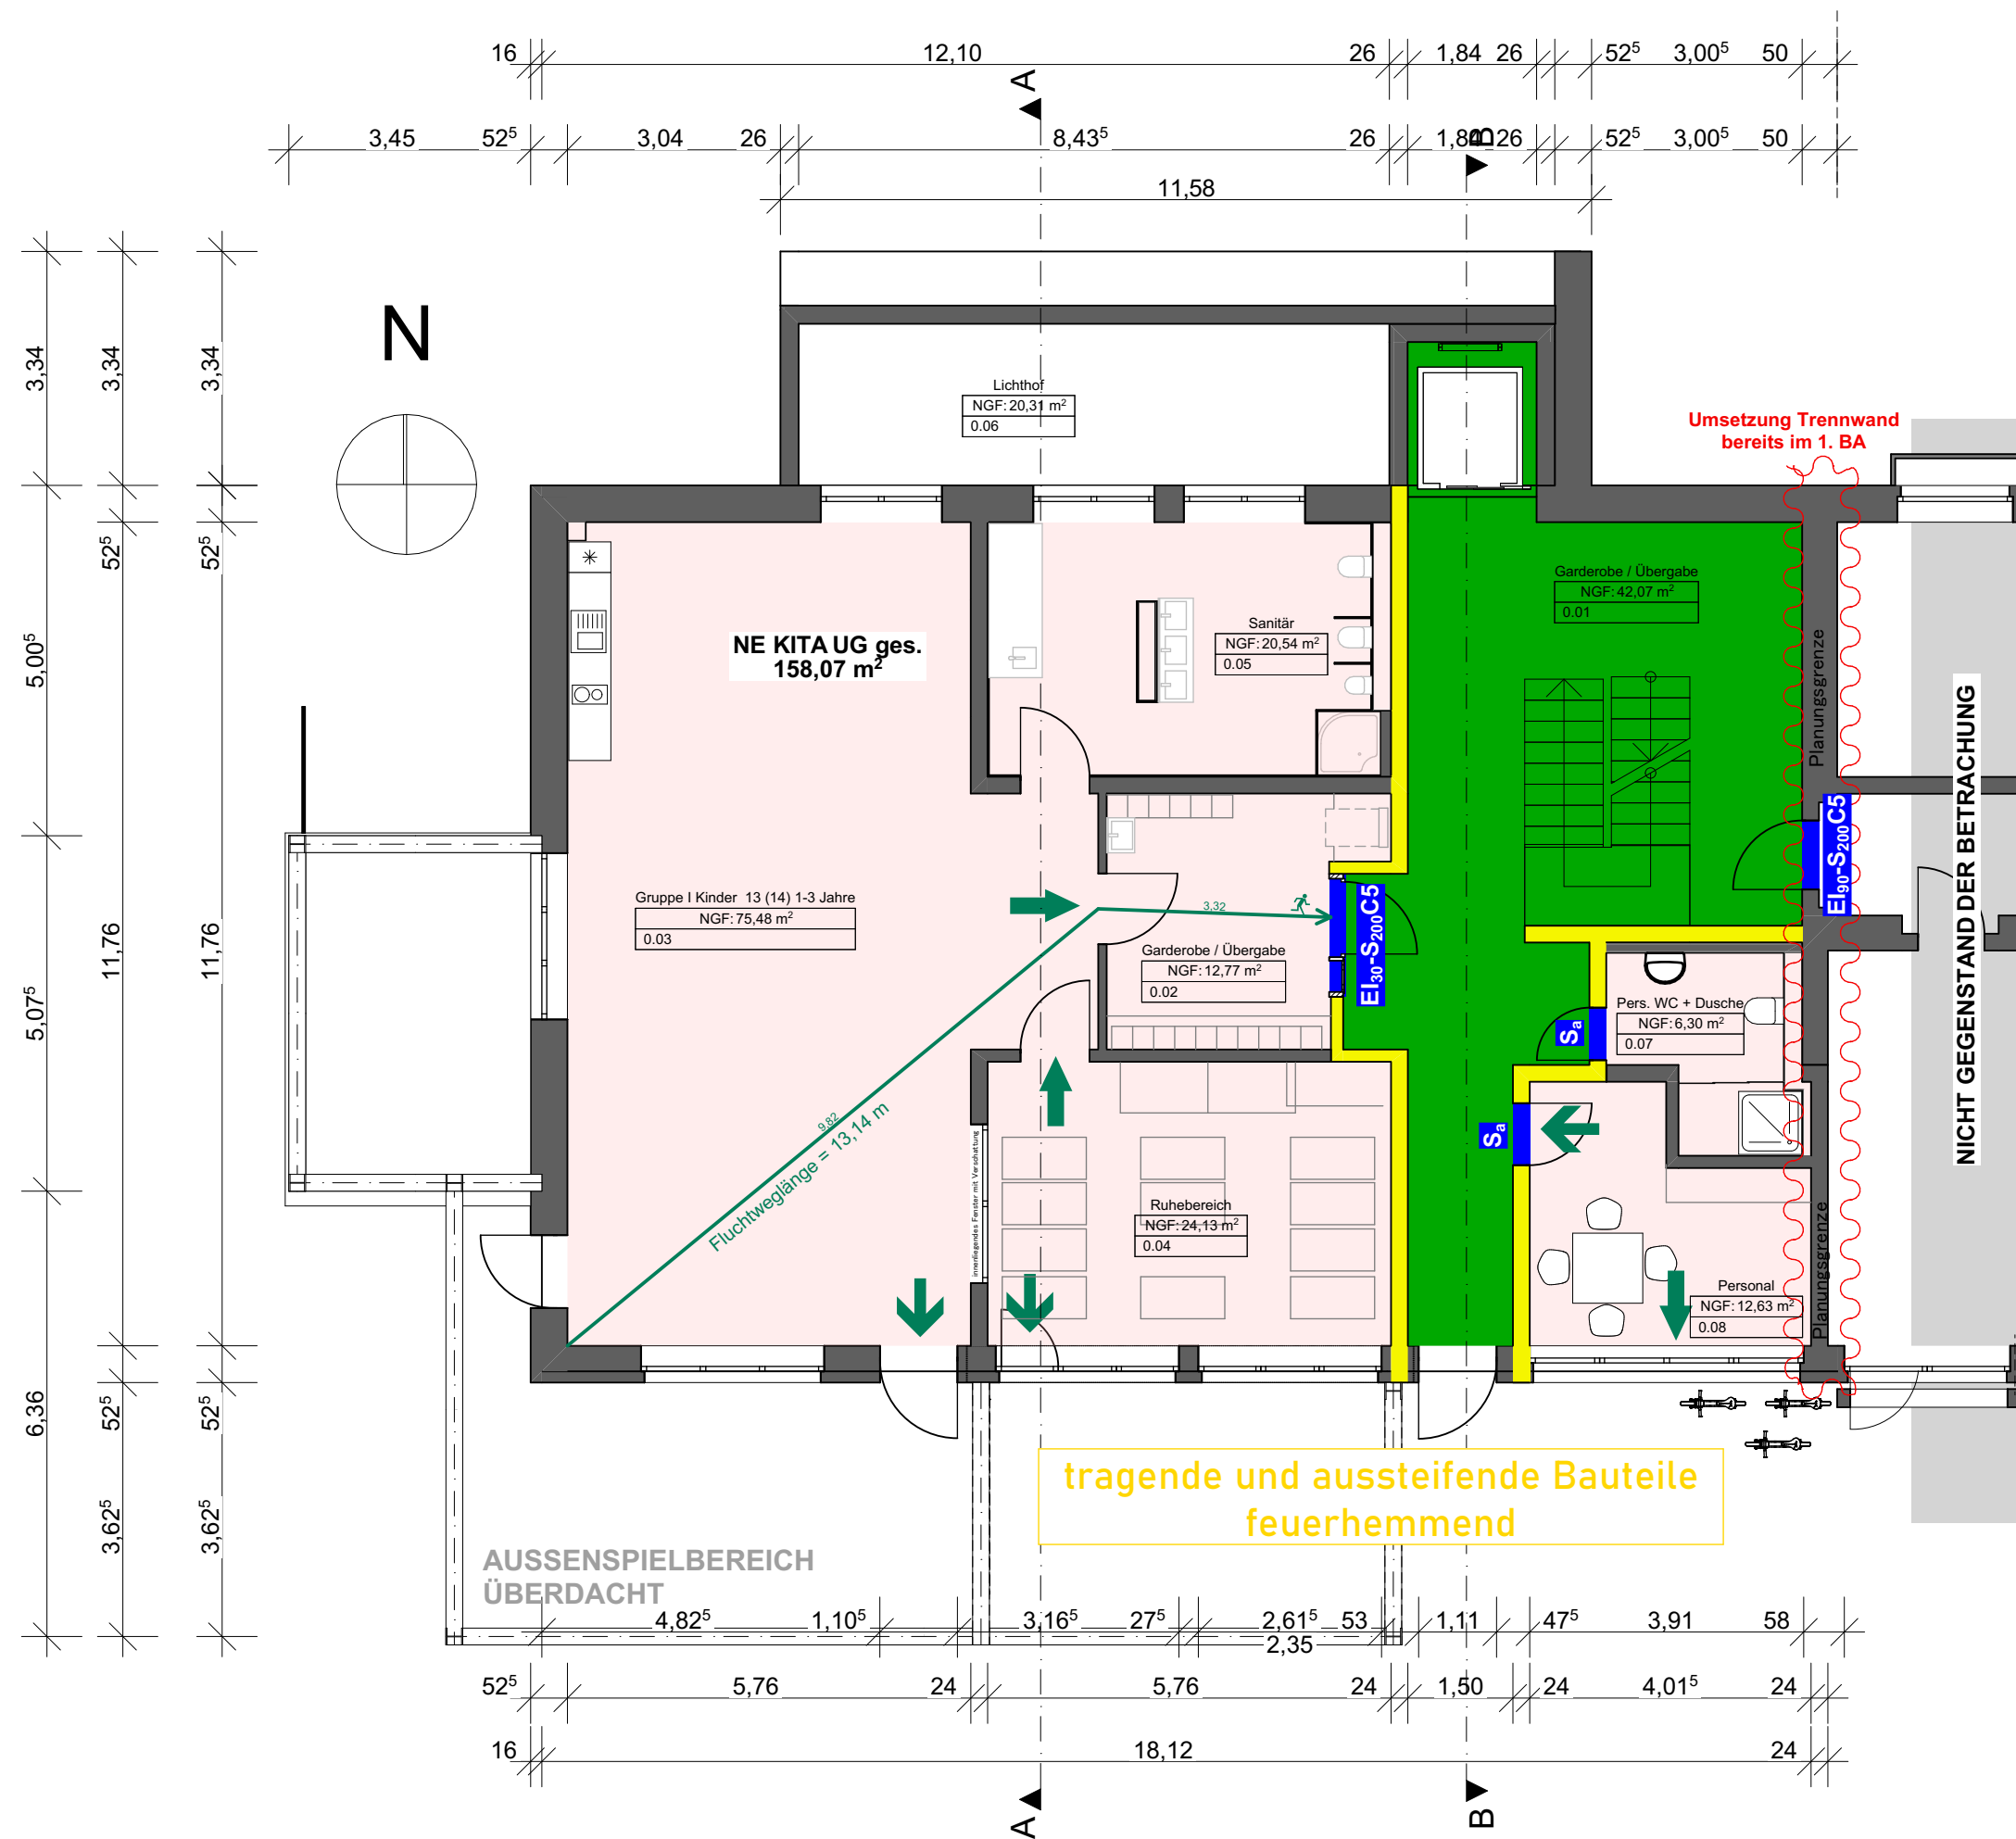 16 12,10 26 1,84 26 52⁵ 3,00⁵ 50
A
3,45 52⁵ 3,04 26 8,43⁵ 26 1,84 26 52⁵ 3,00⁵ 50
B
11,58
N
3,34 3,34 3,34
52⁵ 52⁵
5,00⁵
11,76 11,76
5,07⁵
52⁵ 52⁵
6,36
3,62⁵ 3,62⁵
Lichthof
NGF: 20,31 m²
0.06
Umsetzung Trennwand
bereits im 1. BA
Garderobe / Übergabe
NGF: 42,07 m²
0.01
NE KITA UG ges.
158,07 m²
Sanitär
NGF: 20,54 m²
0.05
Planungsgrenze
NICHT GEGENSTAND DER BETRACHUNG
EI₉₀-S₂₀₀C5
Gruppe I Kinder 13 (14) 1-3 Jahre
NGF: 75,48 m²
0.03
3,32
EI₃₀-S₂₀₀C5
Garderobe / Übergabe
NGF: 12,77 m²
0.02
Pers. WC + Dusche
NGF: 6,30 m²
0.07
Sₐ
Sₐ
9,82
Fluchtweglänge = 13,14 m
innenliegendes Fenster mit Verschattung
Ruhebereich
NGF: 24,13 m²
0.04
Personal
NGF: 12,63 m²
0.08
Planungsgrenze
tragende und aussteifende Bauteile
feuerhemmend
AUSSENSPIELBEREICH
ÜBERDACHT
4,82⁵ 1,10⁵ 3,16⁵ 27⁵ 2,61⁵ 53 1,11 47⁵ 3,91 58
2,35
52⁵ 5,76 24 5,76 24 1,50 24 4,01⁵ 24
16 18,12 24
A B